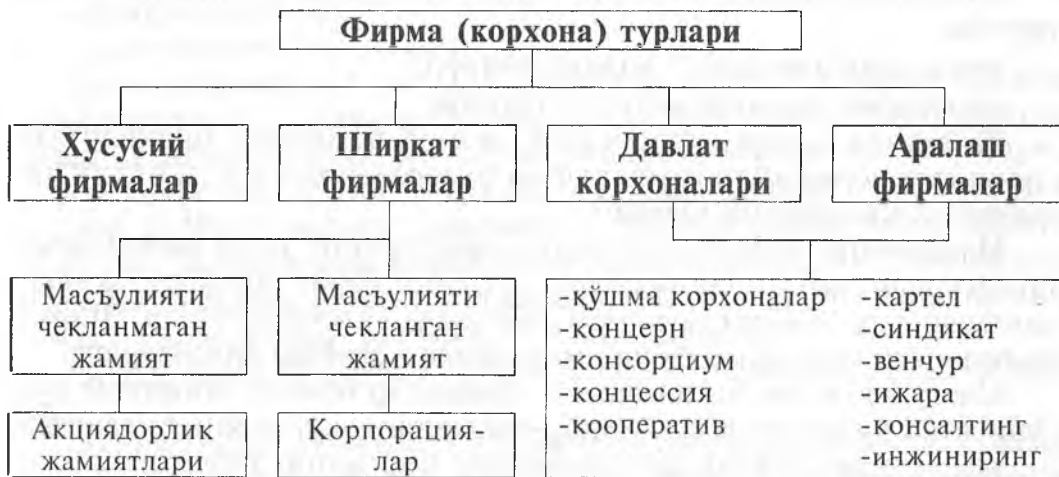 Фирма (корхона) турлари
Хусусий
фирмалар
Ширкат
фирмалар
Давлат
корхоналари
Аралаш
фирмалар
Масъулияти
чекланмаган
жамият
Масъулияти
чекланган
жамият
Акциядорлик
жамиятлари
Корпорация-
лар
-қўшма корхоналар
-концерн
-консорциум
-концессия
-кооператив
-картел
-синдикат
-венчур
-ижара
-консалтинг
-инжиниринг